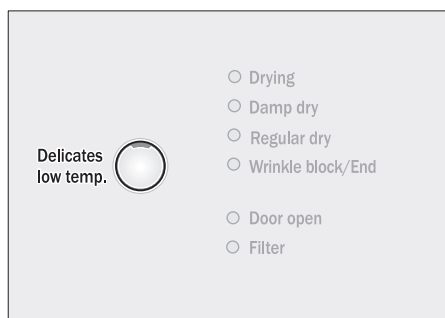 Drying
Damp dry
Regular dry
Wrinkle block/End
Delicates
low temp.
Door open
Filter